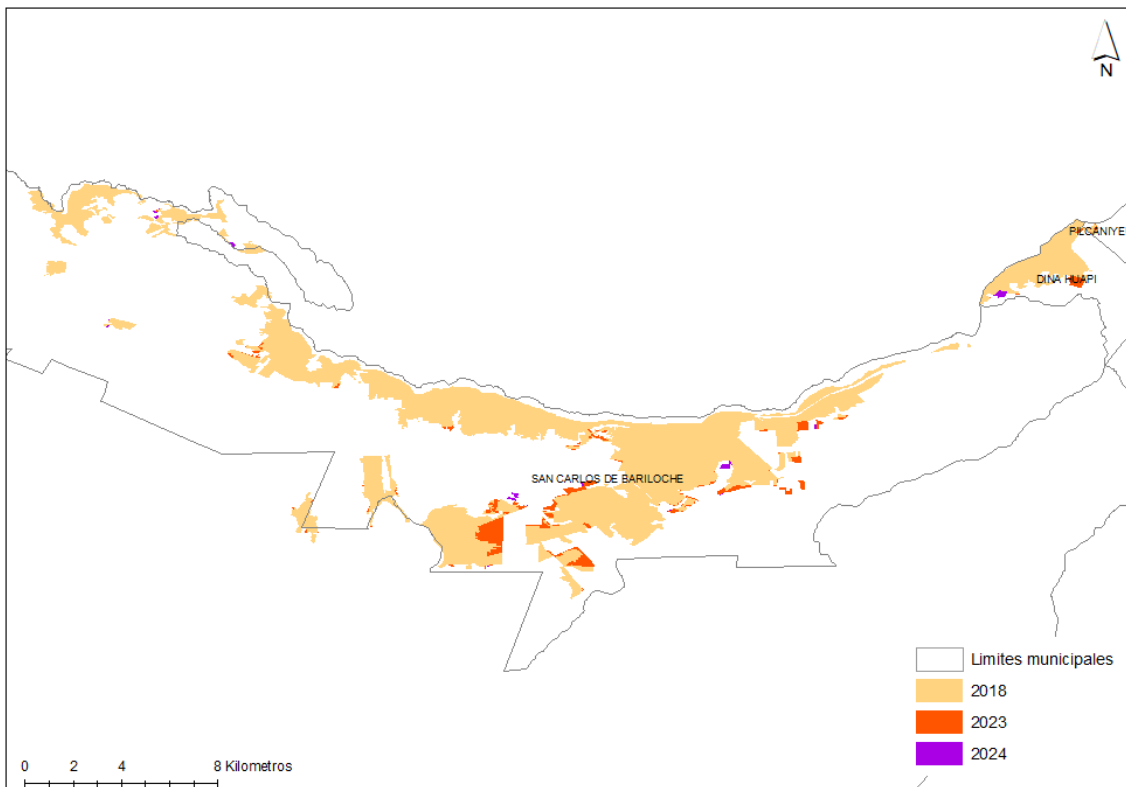 N
PILCANIYE
DINA HUAPI
SAN CARLOS DE BARILOCHE
Limites municipales
2018
2023
2024
0 2 4 8 Kilometros